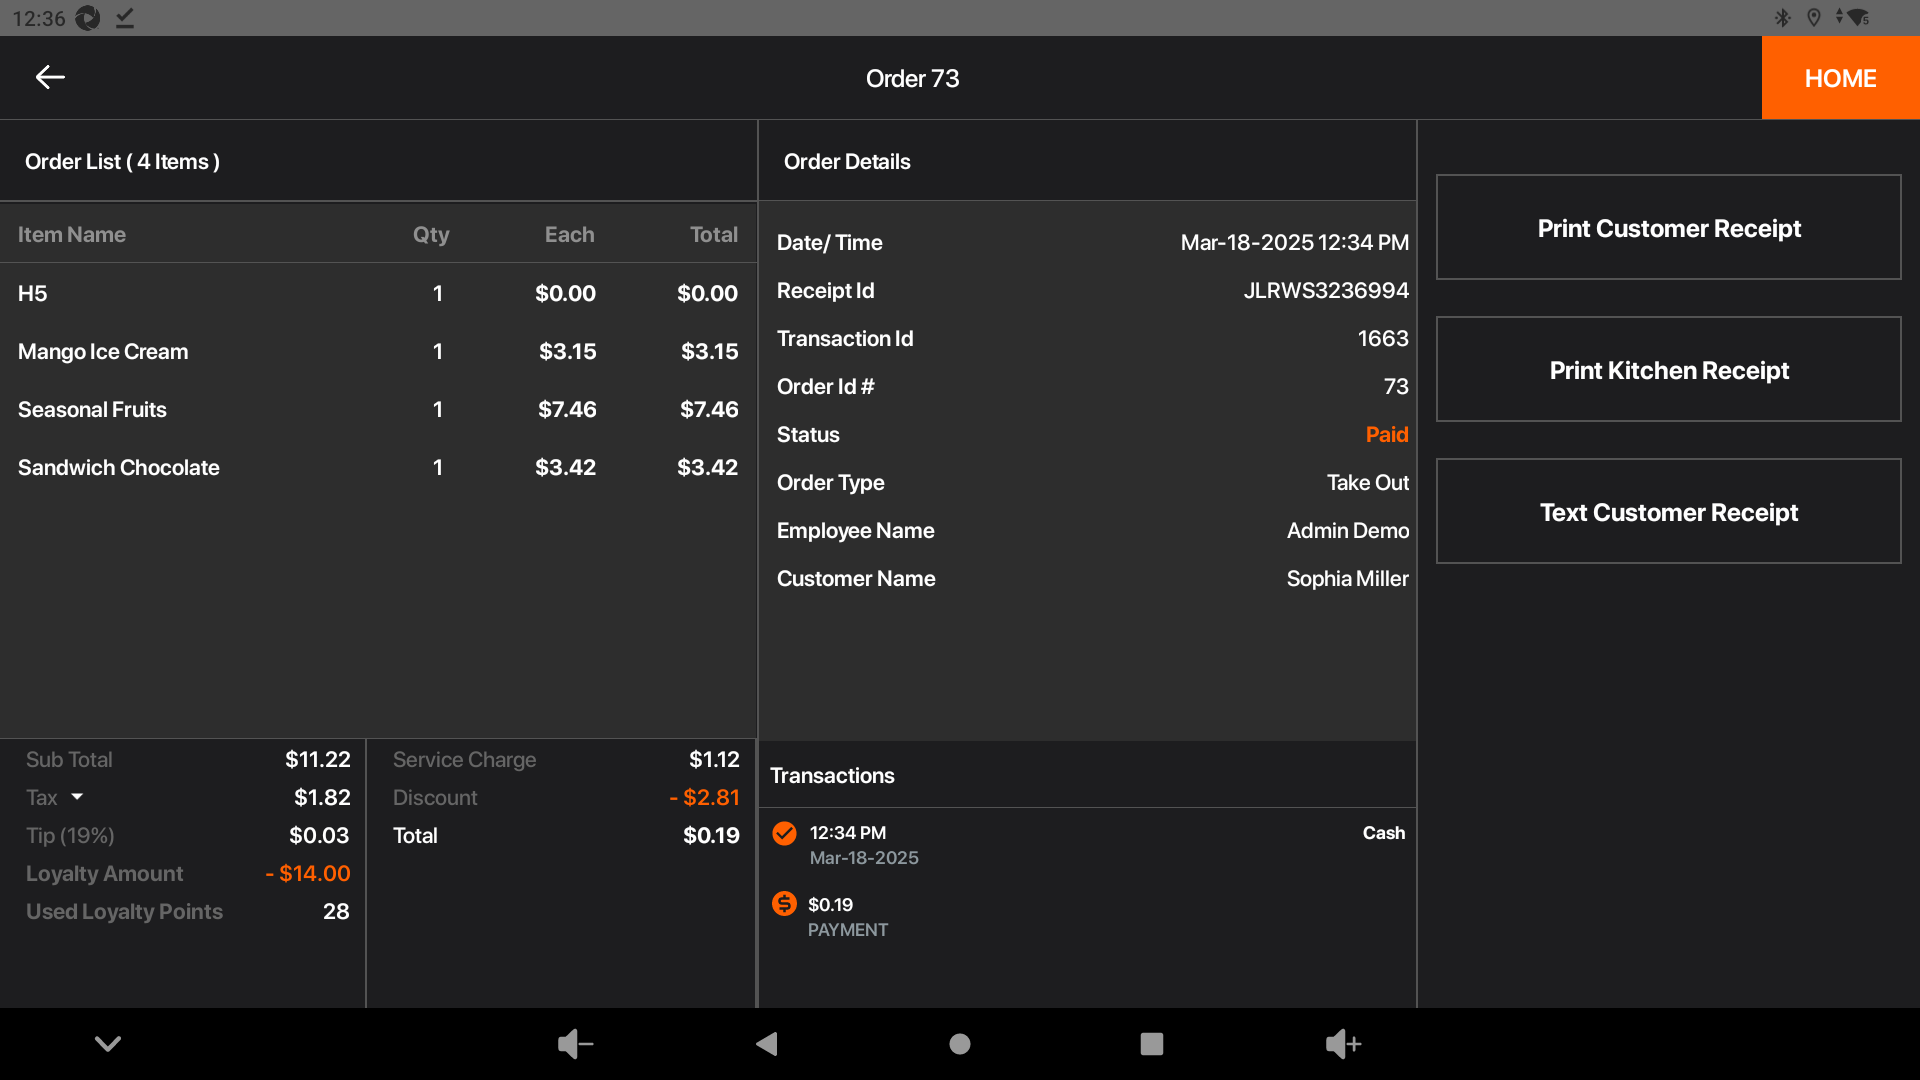 12:36
Order 73
HOME
Order List ( 4 Items )
Item Name Qty Each Total
H5 1 $0.00 $0.00
Mango Ice Cream 1 $3.15 $3.15
Seasonal Fruits 1 $7.46 $7.46
Sandwich Chocolate 1 $3.42 $3.42
Sub Total $11.22
Tax $1.82
Tip (19%) $0.03
Loyalty Amount - $14.00
Used Loyalty Points 28
Service Charge $1.12
Discount - $2.81
Total $0.19
Order Details
Date/ Time Mar-18-2025 12:34 PM
Receipt Id JLRWS3236994
Transaction Id 1663
Order Id # 73
Status Paid
Order Type Take Out
Employee Name Admin Demo
Customer Name Sophia Miller
Transactions
12:34 PM Cash
Mar-18-2025
$0.19
PAYMENT
Print Customer Receipt
Print Kitchen Receipt
Text Customer Receipt